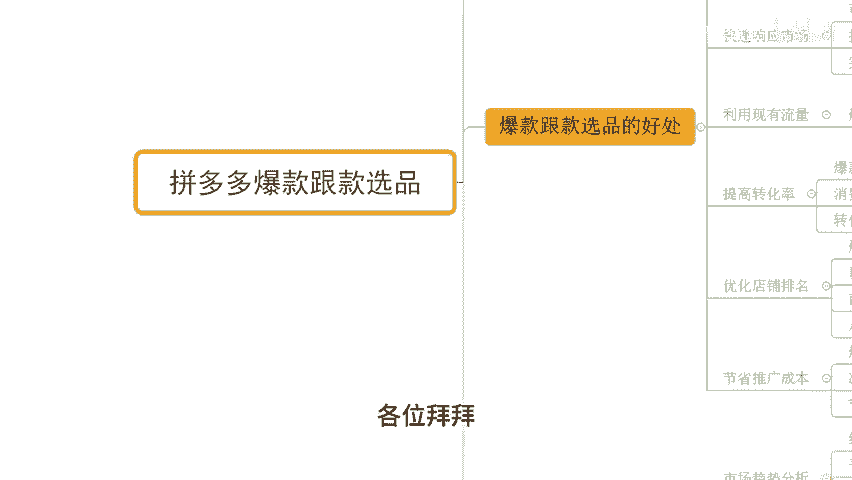 快速响应市场
爆款跟款选品的好处
利用现有流量
拼多多爆款跟款选品
提高转化率
优化店铺排名
节省推广成本
各位拜拜
市场趋势分析